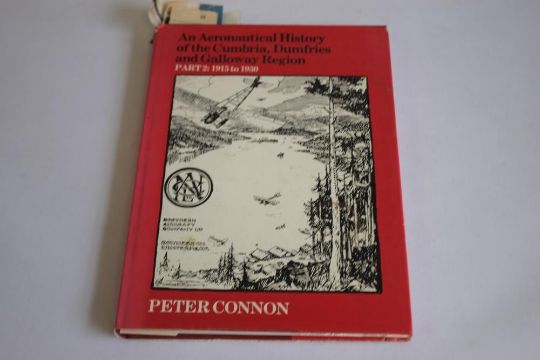 An Aeronautical History
of the Cumbria, Dumfries
and Galloway Region
PART 2: 1915 to 1930
NORTHERN
AIRCRAFT
COMPANY LTD
PETER CONNON